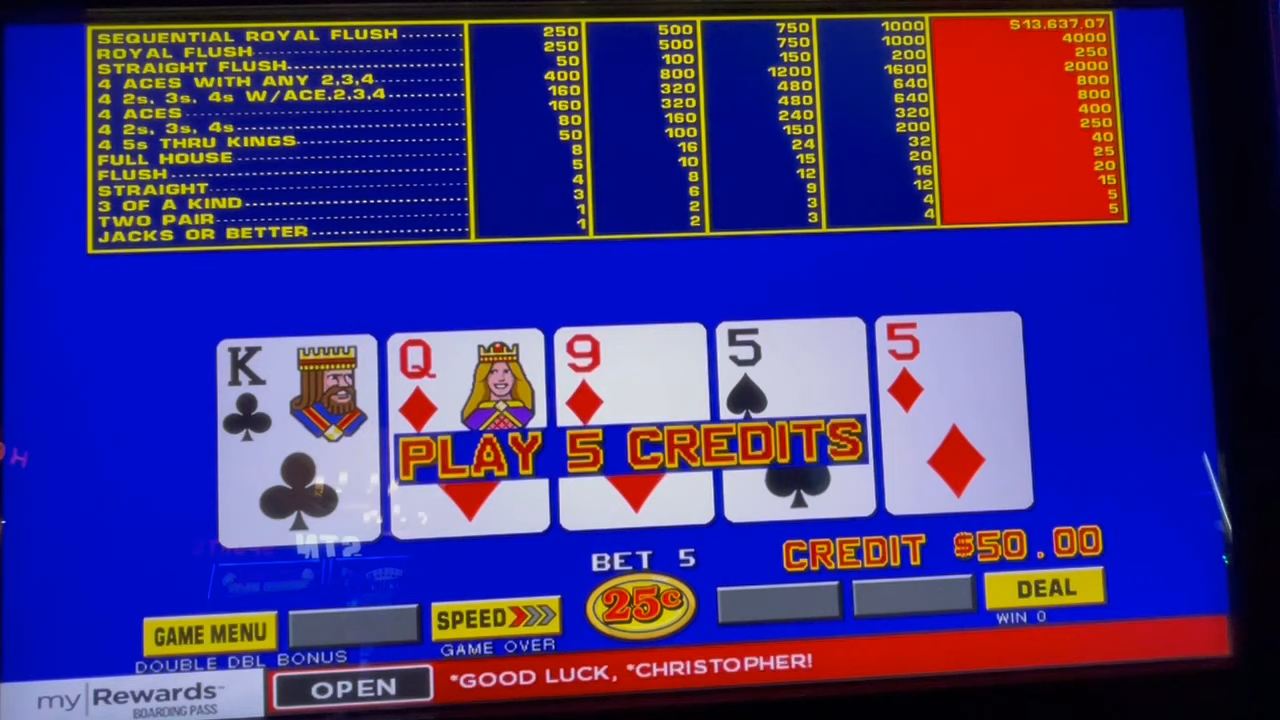 SEQUENTIAL ROYAL FLUSH 250 500 750 1000 $13,637.07
ROYAL FLUSH 250 500 750 1000 4000
STRAIGHT FLUSH 50 100 150 200 250
4 ACES WITH ANY 2,3,4 400 800 1200 1600 2000
4 2s, 3s, 4s W/ACE,2,3,4 160 320 480 640 800
4 ACES 160 320 480 640 800
4 2s, 3s, 4s 80 160 240 320 400
4 5s THRU KINGS 50 100 150 200 250
FULL HOUSE 8 16 24 32 40
FLUSH 5 10 15 20 25
STRAIGHT 4 8 12 16 20
3 OF A KIND 3 6 9 12 15
TWO PAIR 1 2 3 4 5
JACKS OR BETTER 1 2 3 4 5
K Q 9 5 5
PLAY 5 CREDITS
BET 5 CREDIT $50.00
GAME MENU SPEED 25¢ DEAL
DOUBLE DBL BONUS GAME OVER WIN 0
my|Rewards™ OPEN *GOOD LUCK, *CHRISTOPHER!
BOARDING PASS